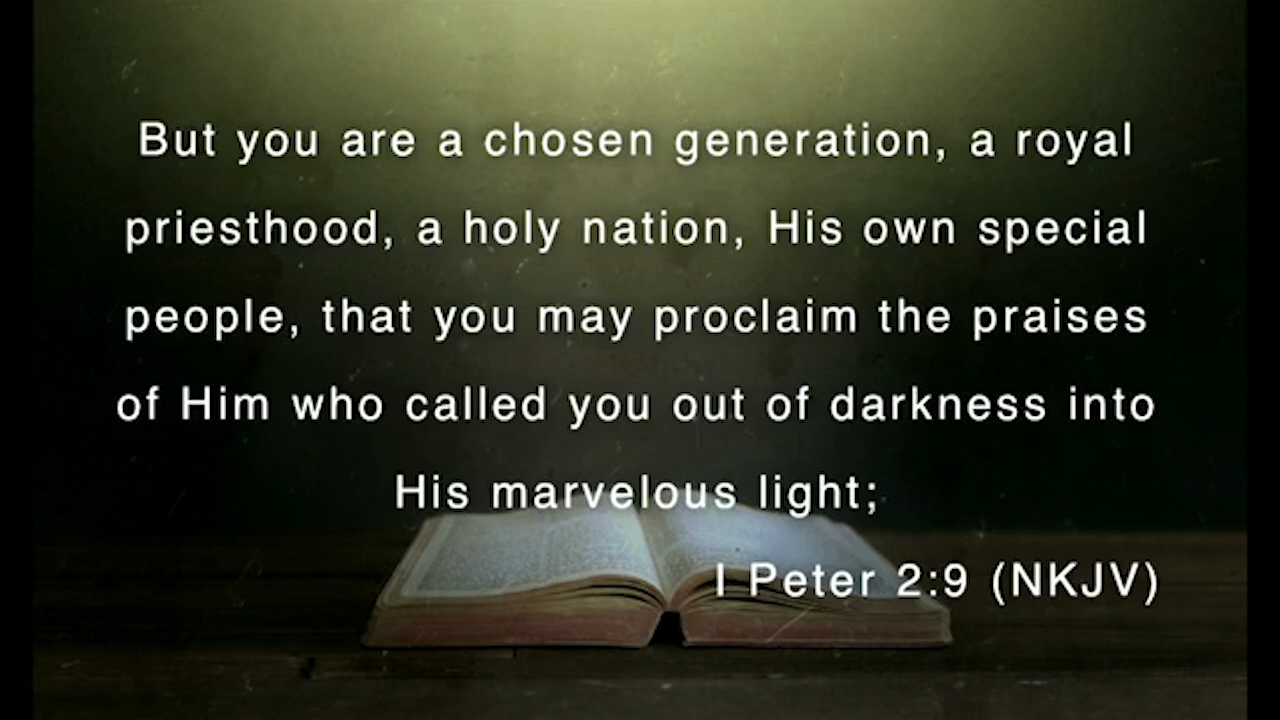 But you are a chosen generation, a royal
priesthood, a holy nation, His own special
people, that you may proclaim the praises
of Him who called you out of darkness into
His marvelous light;
I Peter 2:9 (NKJV)